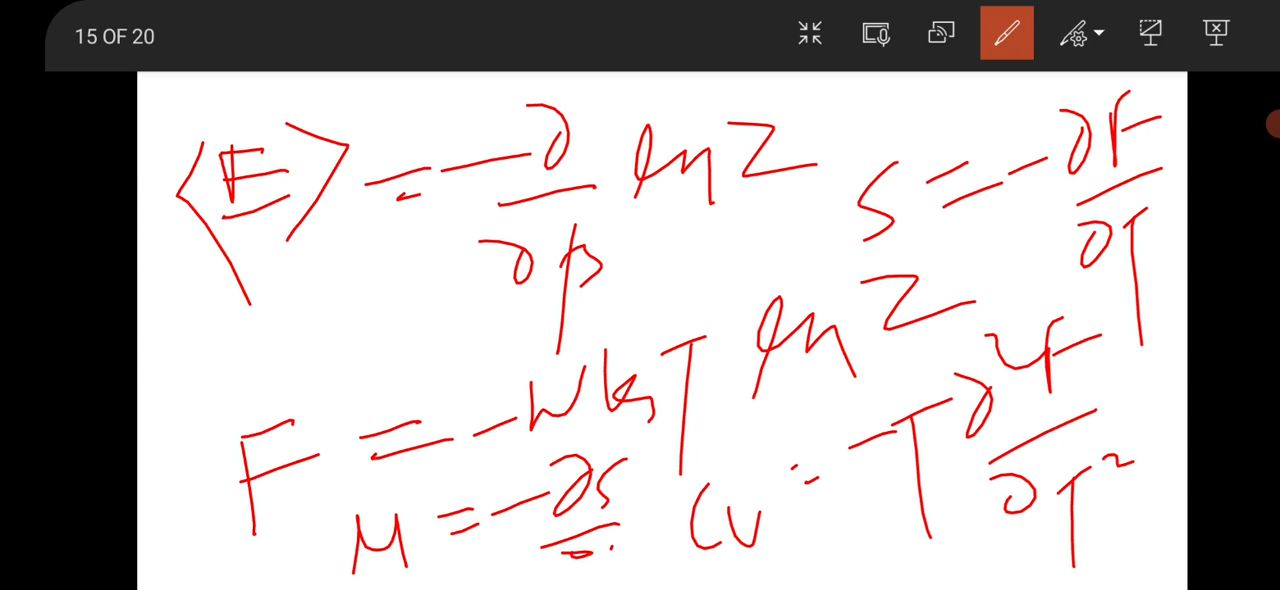 15 OF 20
⟨E⟩ = -∂/∂β ln Z
S = -∂F/∂T
F = -NkT ln Z
M = -∂S
Cv = -T ∂²F/∂T²